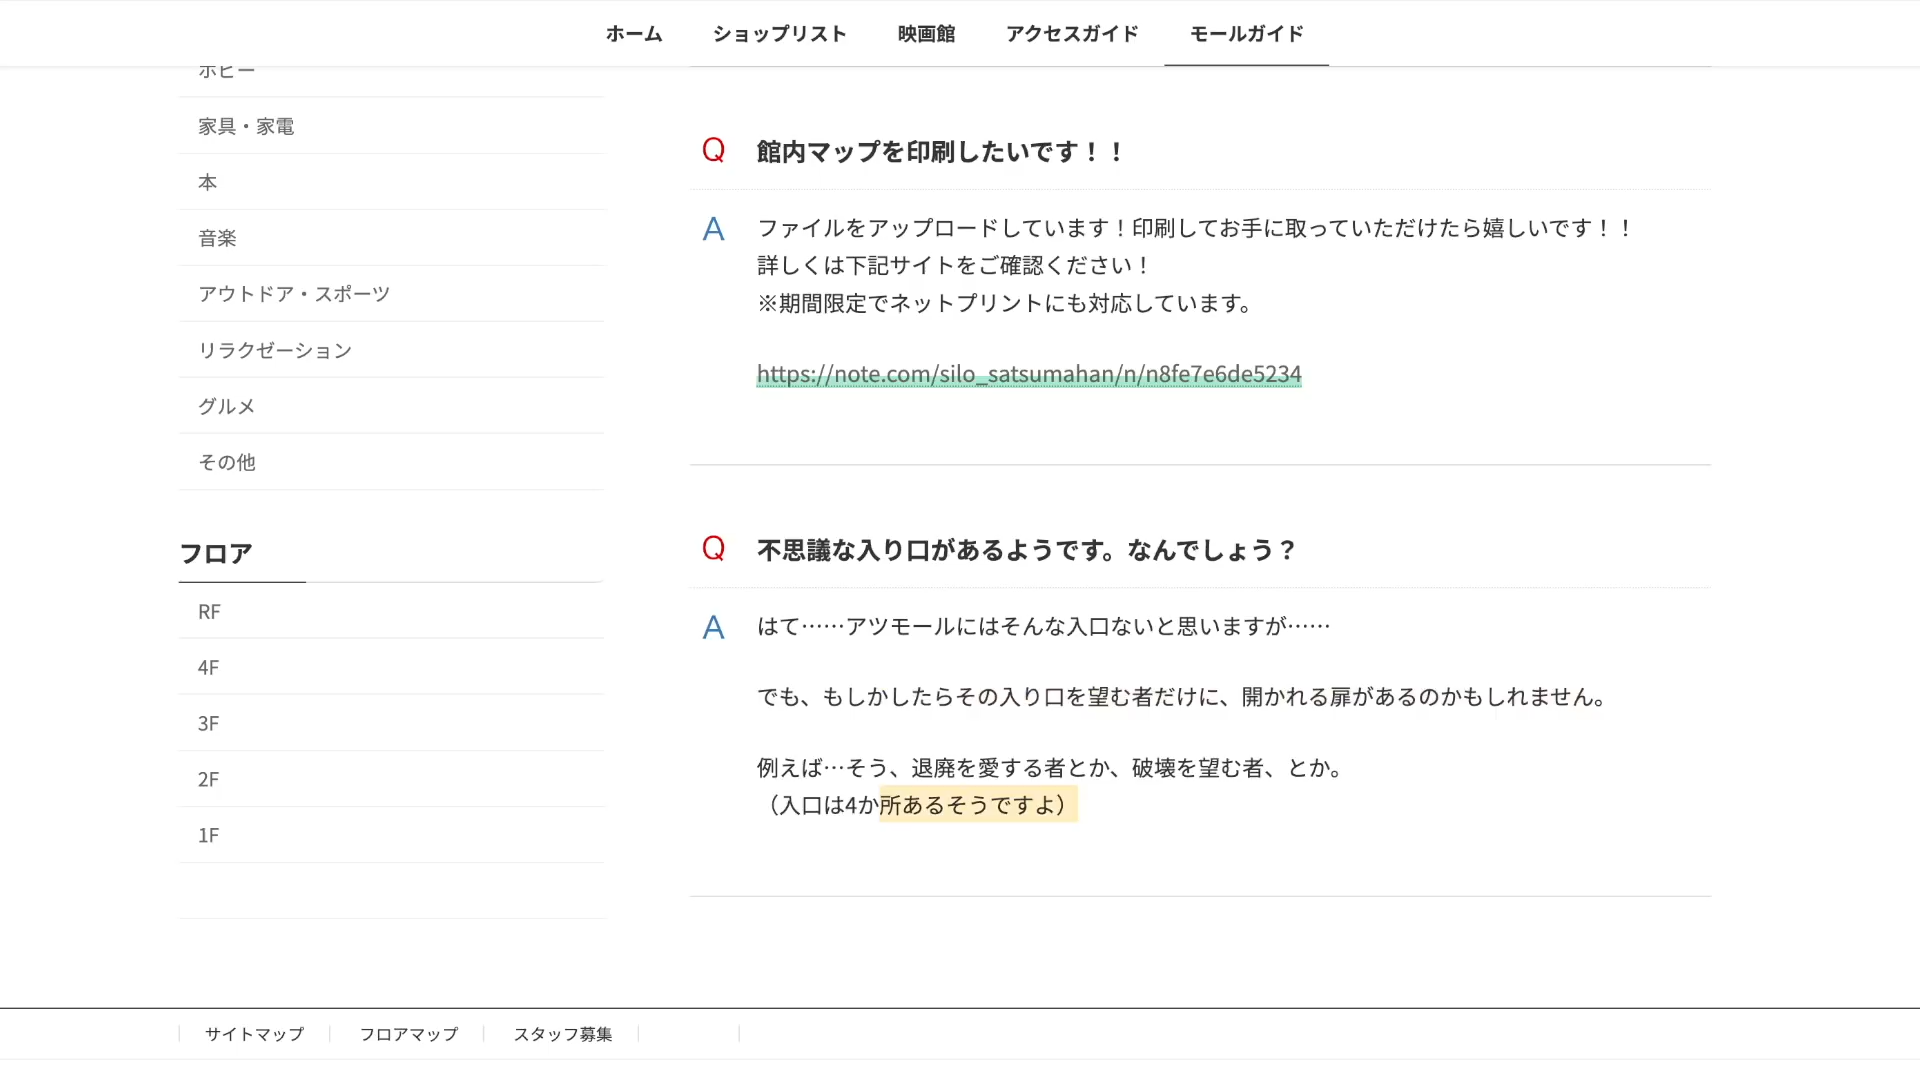 ホーム
ショップリスト
映画館
アクセスガイド
モールガイド
ホビー
家具・家電
本
音楽
アウトドア・スポーツ
リラクゼーション
グルメ
その他
フロア
RF
4F
3F
2F
1F
Q 館内マップを印刷したいです！！
A ファイルをアップロードしています！印刷してお手に取っていただけたら嬉しいです！！
詳しくは下記サイトをご確認ください！
※期間限定でネットプリントにも対応しています。
https://note.com/silo_satsumahan/n/n8fe7e6de5234
Q 不思議な入り口があるようです。なんでしょう？
A はて……アツモールにはそんな入口ないと思いますが……
でも、もしかしたらその入り口を望む者だけに、開かれる扉があるのかもしれません。
例えば…そう、退廃を愛する者とか、破壊を望む者、とか。
（入口は4か所あるそうですよ）
サイトマップ
フロアマップ
スタッフ募集